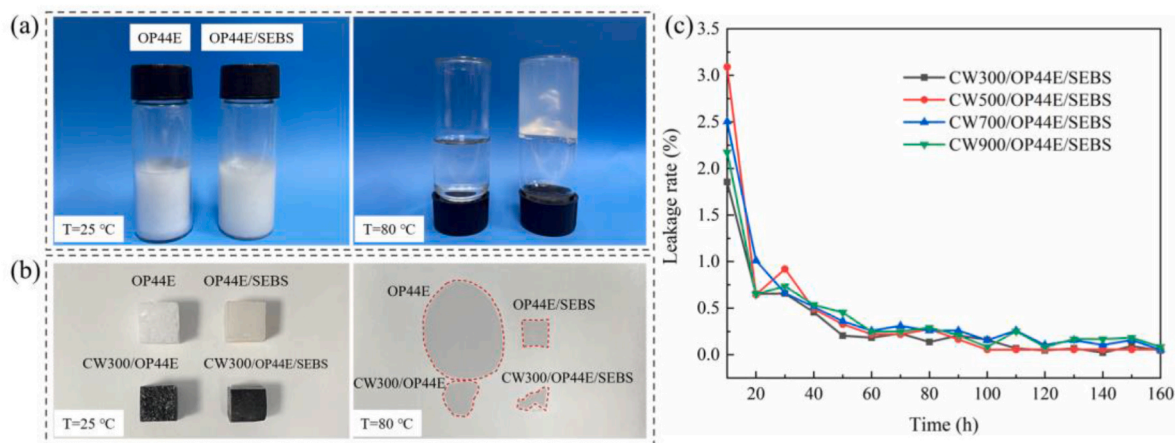 (a)
OP44E
OP44E/SEBS
T=25 ℃
T=80 ℃
(b)
OP44E
OP44E/SEBS
CW300/OP44E
CW300/OP44E/SEBS
T=25 ℃
OP44E
OP44E/SEBS
CW300/OP44E
CW300/OP44E/SEBS
T=80 ℃
(c)
3.5
3.0
2.5
2.0
1.5
1.0
0.5
0.0
Leakage rate (%)
CW300/OP44E/SEBS
CW500/OP44E/SEBS
CW700/OP44E/SEBS
CW900/OP44E/SEBS
20 40 60 80 100 120 140 160
Time (h)